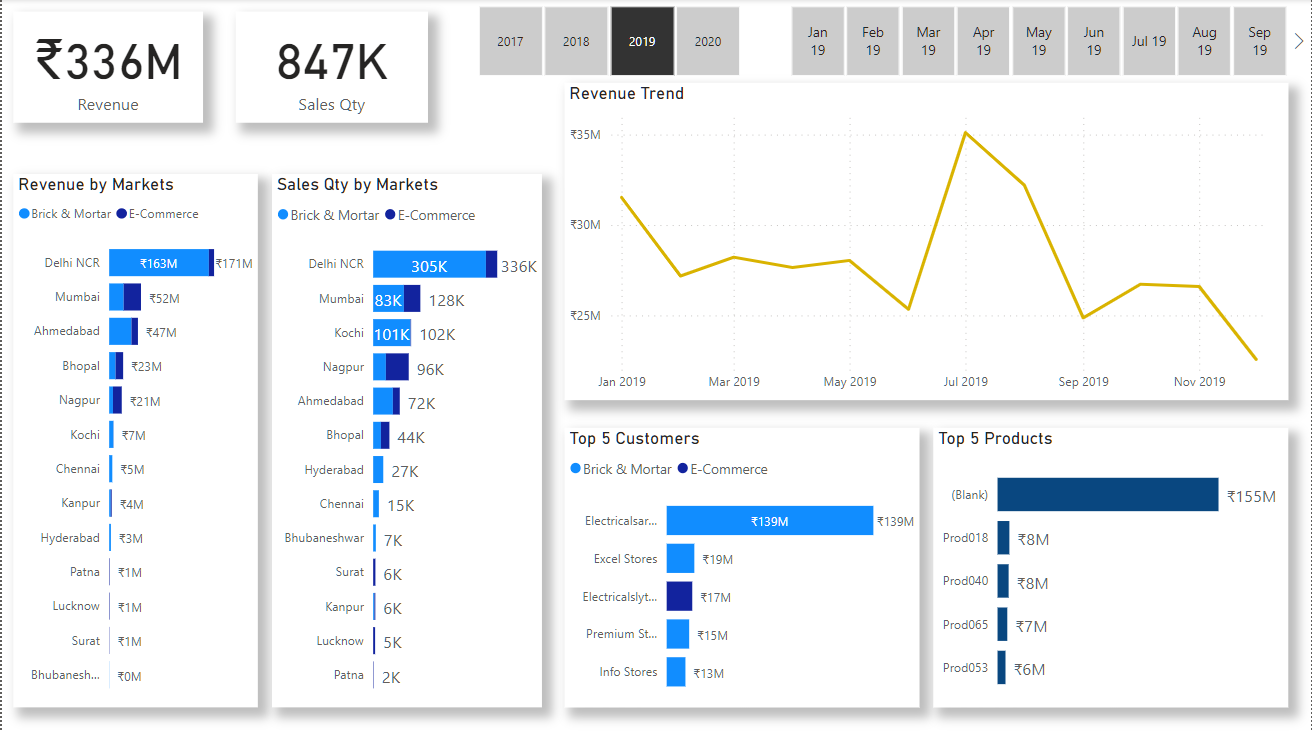 ₹336M
Revenue
847K
Sales Qty
2017 2018 2019 2020
Jan 19 Feb 19 Mar 19 Apr 19 May 19 Jun 19 Jul 19 Aug 19 Sep 19
Revenue by Markets
Brick & Mortar E-Commerce
Delhi NCR ₹163M ₹171M
Mumbai ₹52M
Ahmedabad ₹47M
Bhopal ₹23M
Nagpur ₹21M
Kochi ₹7M
Chennai ₹5M
Kanpur ₹4M
Hyderabad ₹3M
Patna ₹1M
Lucknow ₹1M
Surat ₹1M
Bhubanesh... ₹0M
Sales Qty by Markets
Brick & Mortar E-Commerce
Delhi NCR 305K 336K
Mumbai 83K 128K
Kochi 101K 102K
Nagpur 96K
Ahmedabad 72K
Bhopal 44K
Hyderabad 27K
Chennai 15K
Bhubaneshwar 7K
Surat 6K
Kanpur 6K
Lucknow 5K
Patna 2K
Revenue Trend
₹35M
₹30M
₹25M
Jan 2019 Mar 2019 May 2019 Jul 2019 Sep 2019 Nov 2019
Top 5 Customers
Brick & Mortar E-Commerce
Electricalsar... ₹139M ₹139M
Excel Stores ₹19M
Electricalslyt... ₹17M
Premium St... ₹15M
Info Stores ₹13M
Top 5 Products
(Blank) ₹155M
Prod018 ₹8M
Prod040 ₹8M
Prod065 ₹7M
Prod053 ₹6M